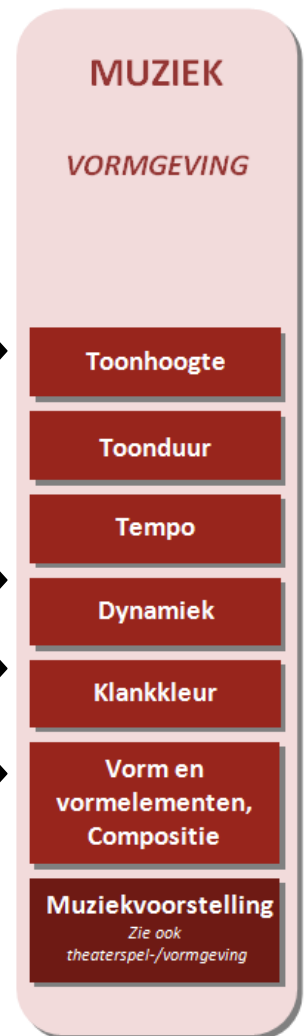 MUZIEK
VORMGEVING
Toonhoogte
Toonduur
Tempo
Dynamiek
Klankkleur
Vorm en
vormelementen,
Compositie
Muziekvoorstelling
Zie ook
theaterspel-/vormgeving